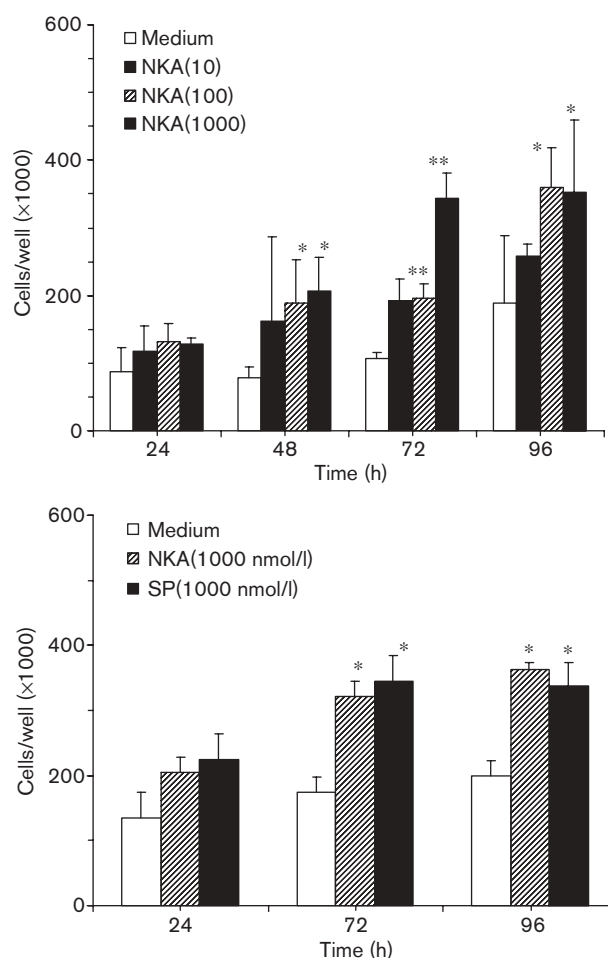 600
400
200
0
Cells/well (×1000)
Medium
NKA(10)
NKA(100)
NKA(1000)
* *
** **
* *
24 48 72 96
Time (h)
600
400
200
0
Cells/well (×1000)
Medium
NKA(1000 nmol/l)
SP(1000 nmol/l)
* *
* *
24 72 96
Time (h)